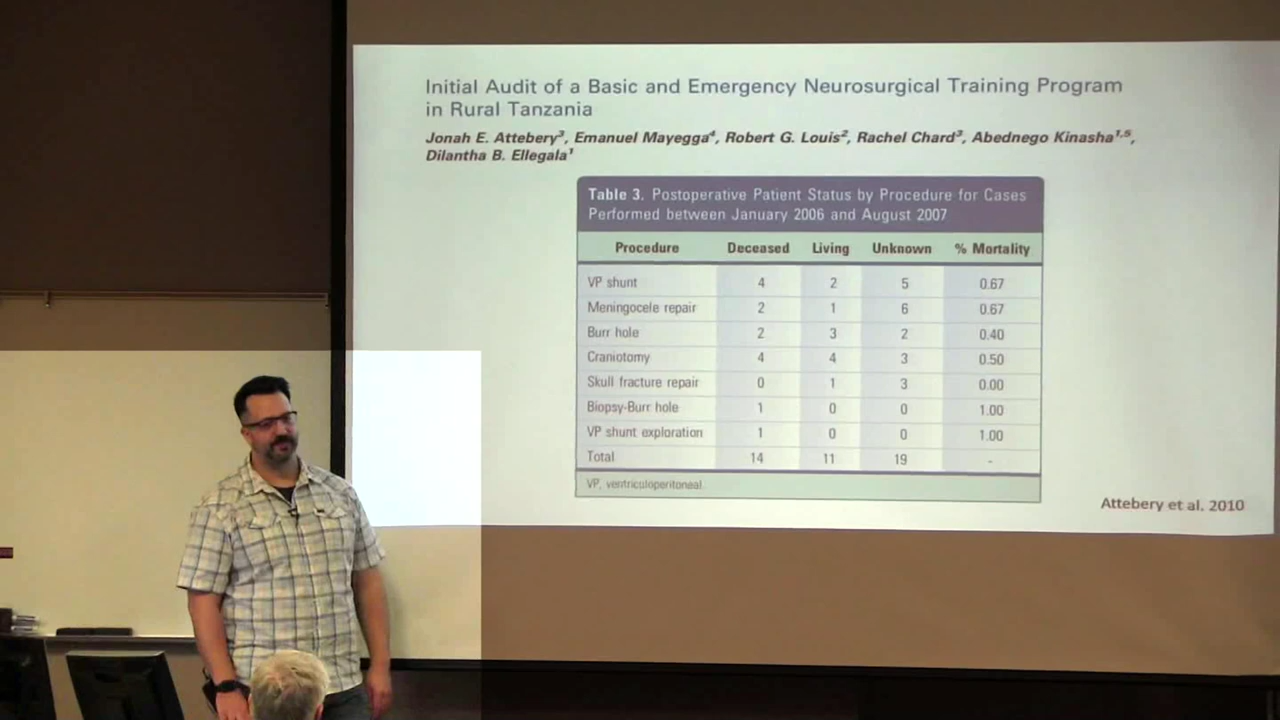 Initial Audit of a Basic and Emergency Neurosurgical Training Program
in Rural Tanzania
Jonah E. Attebery³, Emanuel Mayegga⁴, Robert G. Louis², Rachel Chard³, Abednego Kinasha¹,⁵,
Dilantha B. Ellegala¹
Table 3. Postoperative Patient Status by Procedure for Cases
Performed between January 2006 and August 2007
Procedure Deceased Living Unknown % Mortality
VP shunt 4 2 5 0.67
Meningocele repair 2 1 6 0.67
Burr hole 2 3 2 0.40
Craniotomy 4 4 3 0.50
Skull fracture repair 0 1 3 0.00
Biopsy-Burr hole 1 0 0 1.00
VP shunt exploration 1 0 0 1.00
Total 14 11 19 -
VP, ventriculoperitoneal.
Attebery et al. 2010